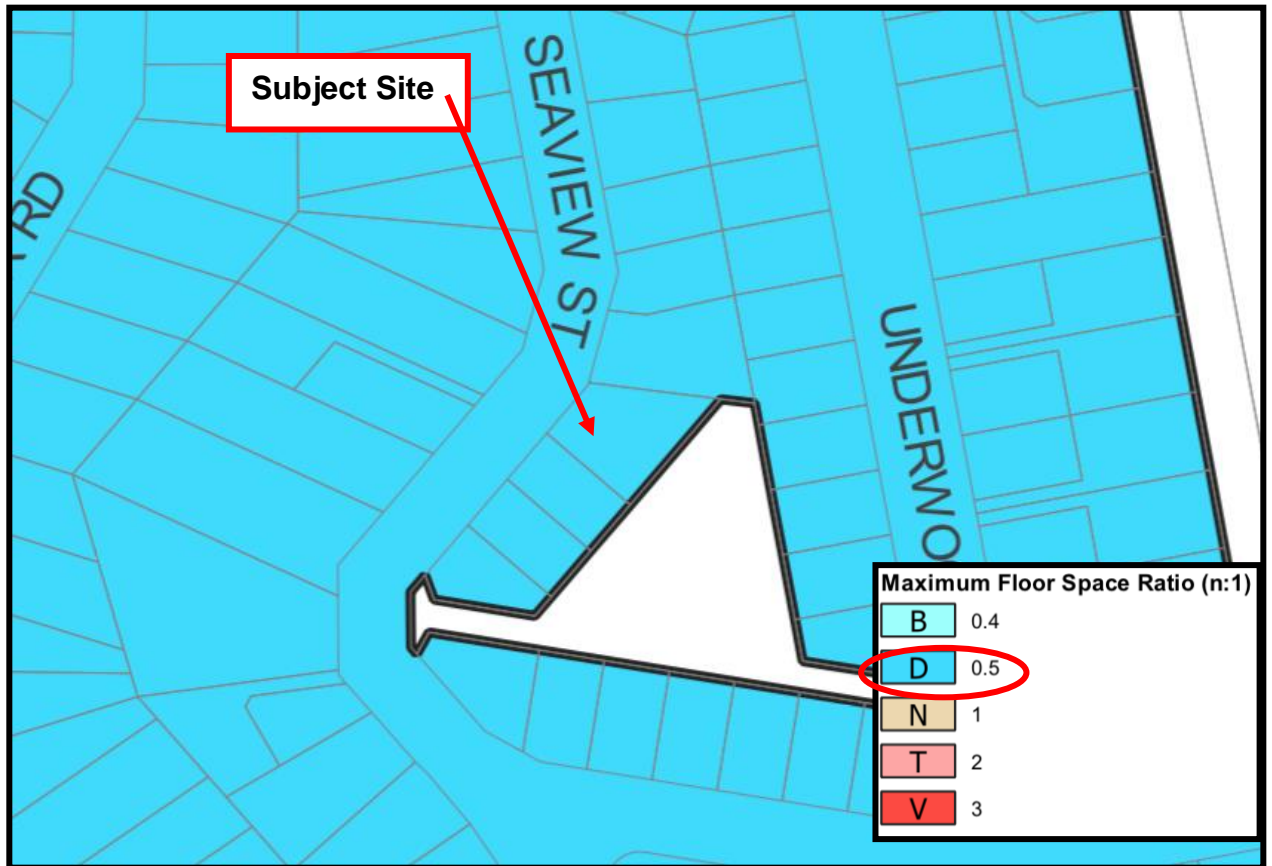 Subject Site
SEAVIEW ST
RD
UNDERWO
Maximum Floor Space Ratio (n:1)
B 0.4
D 0.5
N 1
T 2
V 3